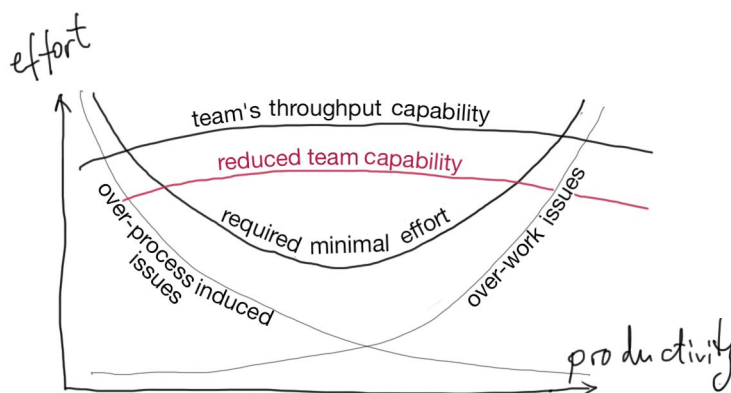 effort
team's throughput capability
reduced team capability
required minimal effort
over-process induced
issues
over-work issues
productivity